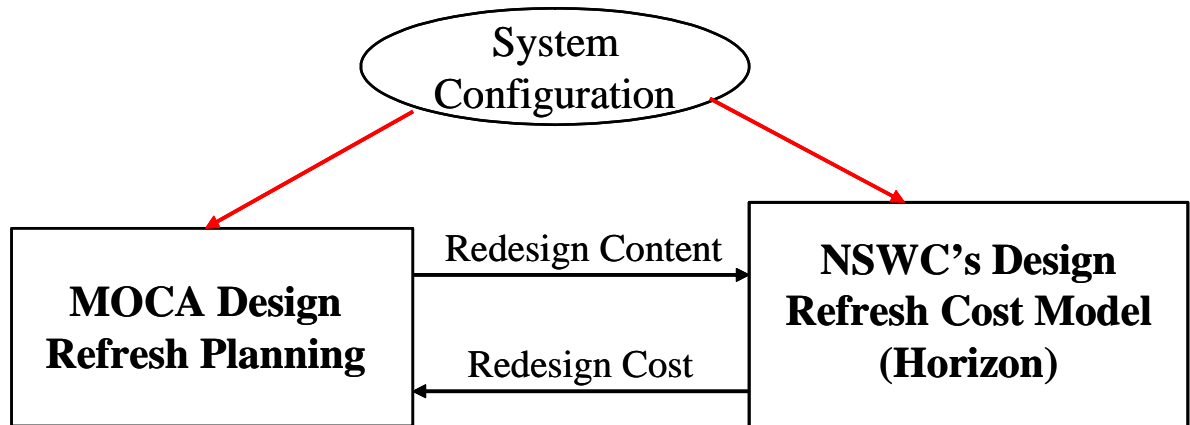 System
Configuration
Redesign Content
NSWC’s Design
Refresh Cost Model
(Horizon)
MOCA Design
Refresh Planning
Redesign Cost